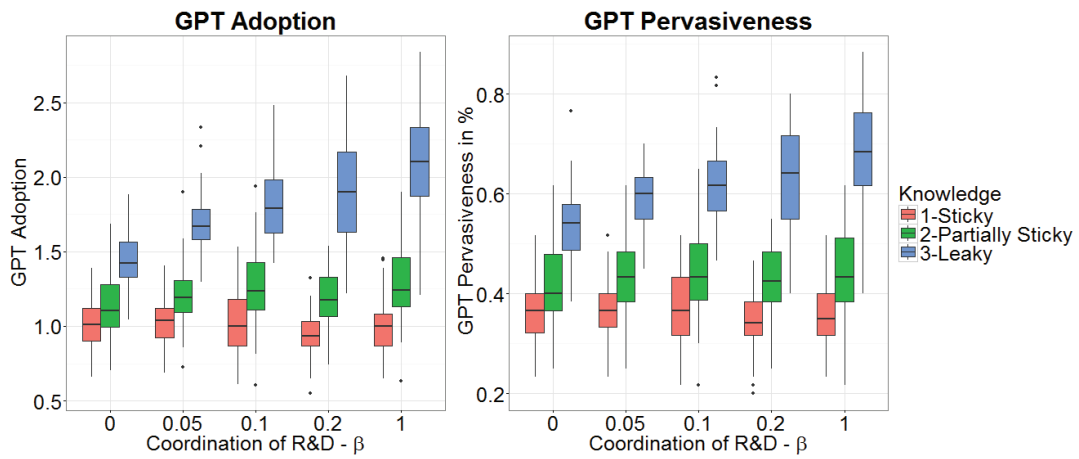 GPT Adoption
GPT Adoption
2.5
2.0
1.5
1.0
0.5
0 0.05 0.1 0.2 1
Coordination of R&D - β
GPT Pervasiveness
GPT Pervasiveness in %
0.8
0.6
0.4
0.2
0 0.05 0.1 0.2 1
Coordination of R&D - β
Knowledge
1-Sticky
2-Partially Sticky
3-Leaky